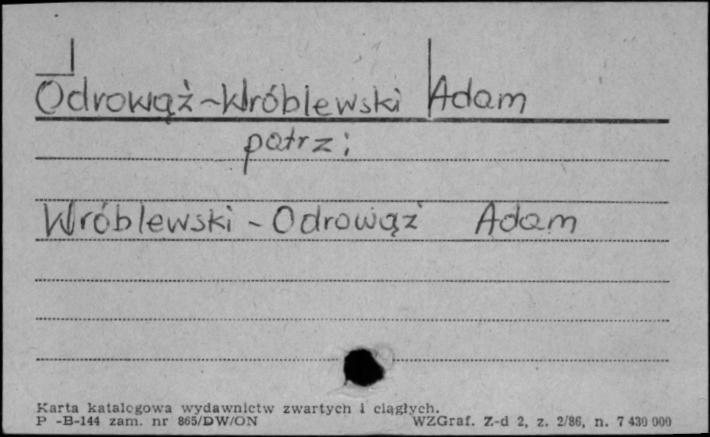 Odrowąż-Wróblewski Adam
patrz:
Wróblewski - Odrowąż Adam
Karta katalogowa wydawnictw zwartych i ciągłych.
P -B-144 zam. nr 865/DW/ON WZGraf. Z-d 2, z. 2/86, n. 7 430 000